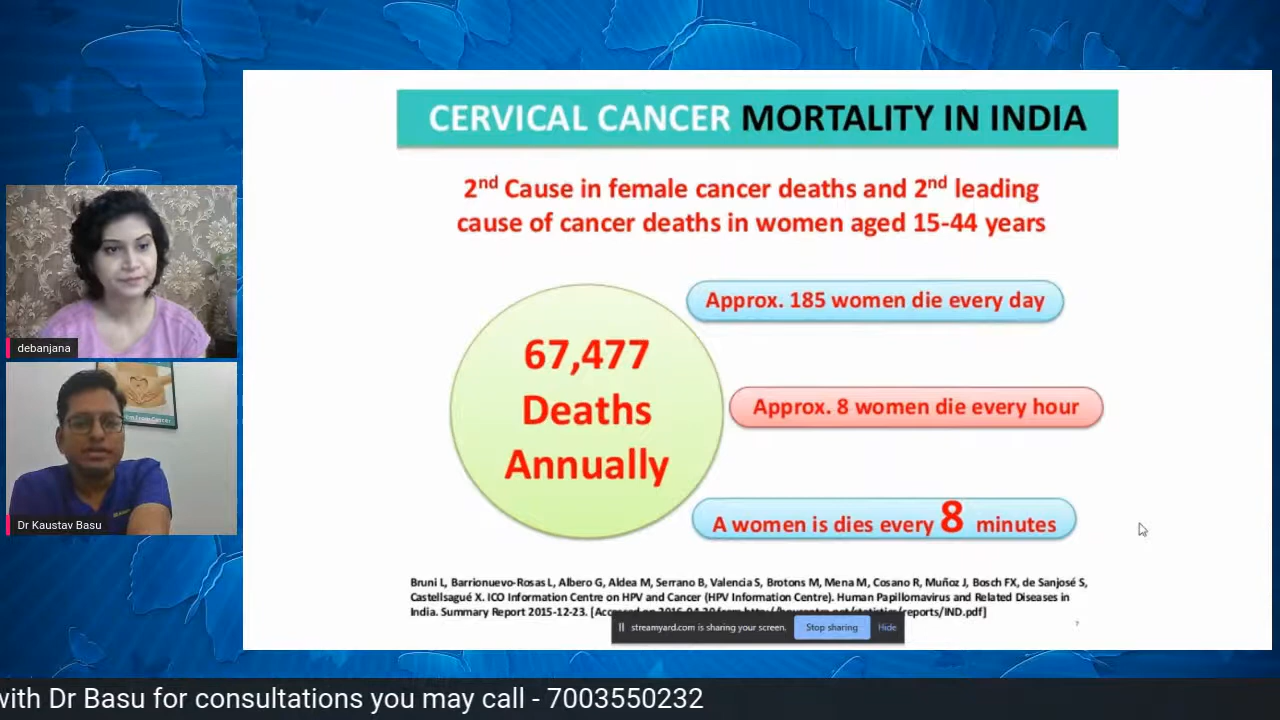 CERVICAL CANCER MORTALITY IN INDIA
2nd Cause in female cancer deaths and 2nd leading
cause of cancer deaths in women aged 15-44 years
Approx. 185 women die every day
67,477
Deaths
Annually
Approx. 8 women die every hour
A women is dies every 8 minutes
Bruni L, Barrionuevo-Rosas L, Albero G, Aldea M, Serrano B, Valencia S, Brotons M, Mena M, Cosano R, Muñoz J, Bosch FX, de Sanjosé S,
Castellsagué X. ICO Information Centre on HPV and Cancer (HPV Information Centre). Human Papillomavirus and Related Diseases in
India. Summary Report 2015-12-23. reports/IND.pdf]
streamyard.com is sharing your screen. Stop sharing Hide
7
debanjana
Dr Kaustav Basu
with Dr Basu for consultations you may call - 7003550232